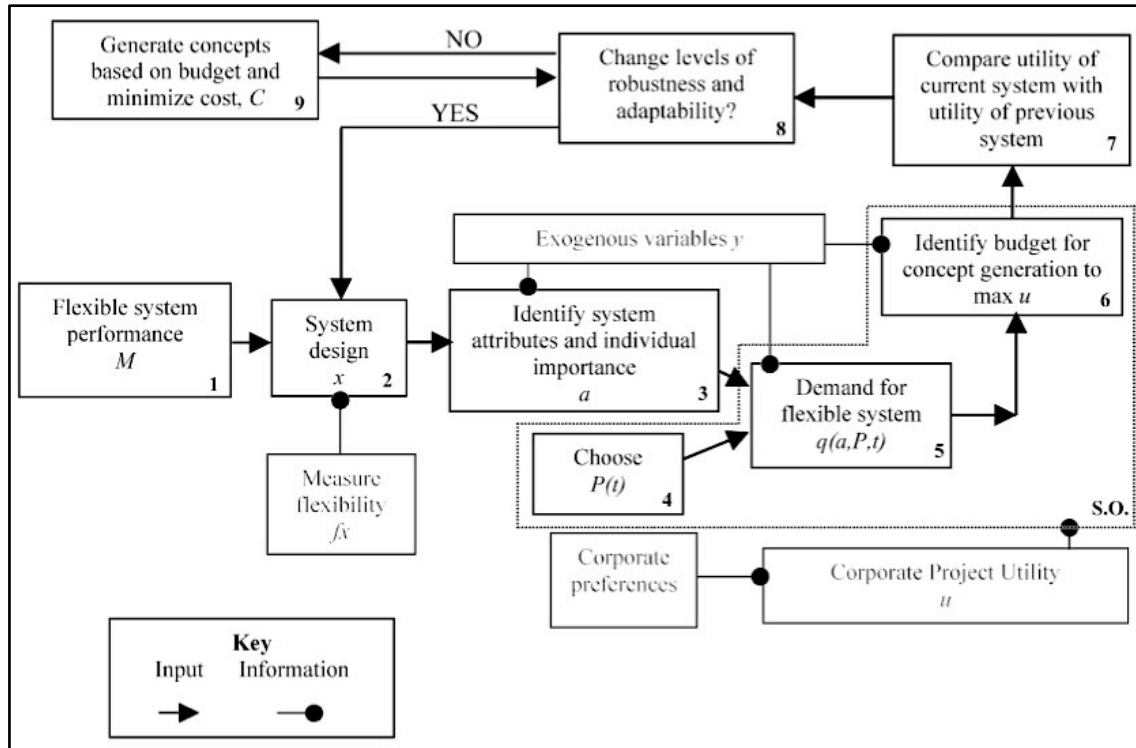 Generate concepts
based on budget and
minimize cost, C
9
NO
YES
Change levels of
robustness and
adaptability?
8
Compare utility of
current system with
utility of previous
system
7
Exogenous variables y
Identify budget for
concept generation to
max u
6
Flexible system
performance
M
1
System
design
x
2
Identify system
attributes and individual
importance
a
3
Demand for
flexible system
q(a,P,t)
5
Choose
P(t)
4
S.O.
Measure
flexibility
fx
Corporate
preferences
Corporate Project Utility
u
Key
Input Information